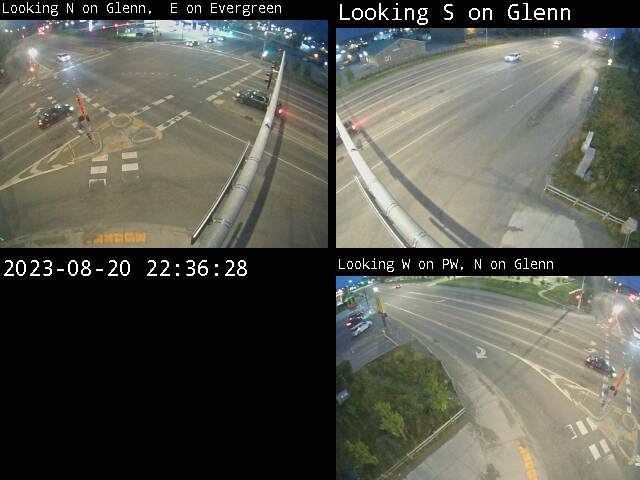 Looking N on Glenn,  E on Evergreen
Looking S on Glenn
2023-08-20 22:36:28
Looking W on PW, N on Glenn